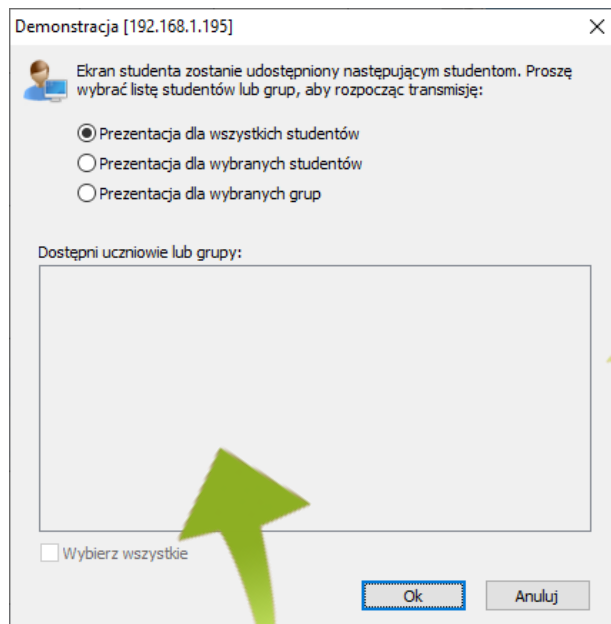 Demonstracja [192.168.1.195]
Ekran studenta zostanie udostępniony następującym studentom. Proszę
wybrać listę studentów lub grup, aby rozpocząc transmisję:
Prezentacja dla wszystkich studentów
Prezentacja dla wybranych studentów
Prezentacja dla wybranych grup
Dostępni uczniowie lub grupy:
Wybierz wszystkie
Ok
Anuluj